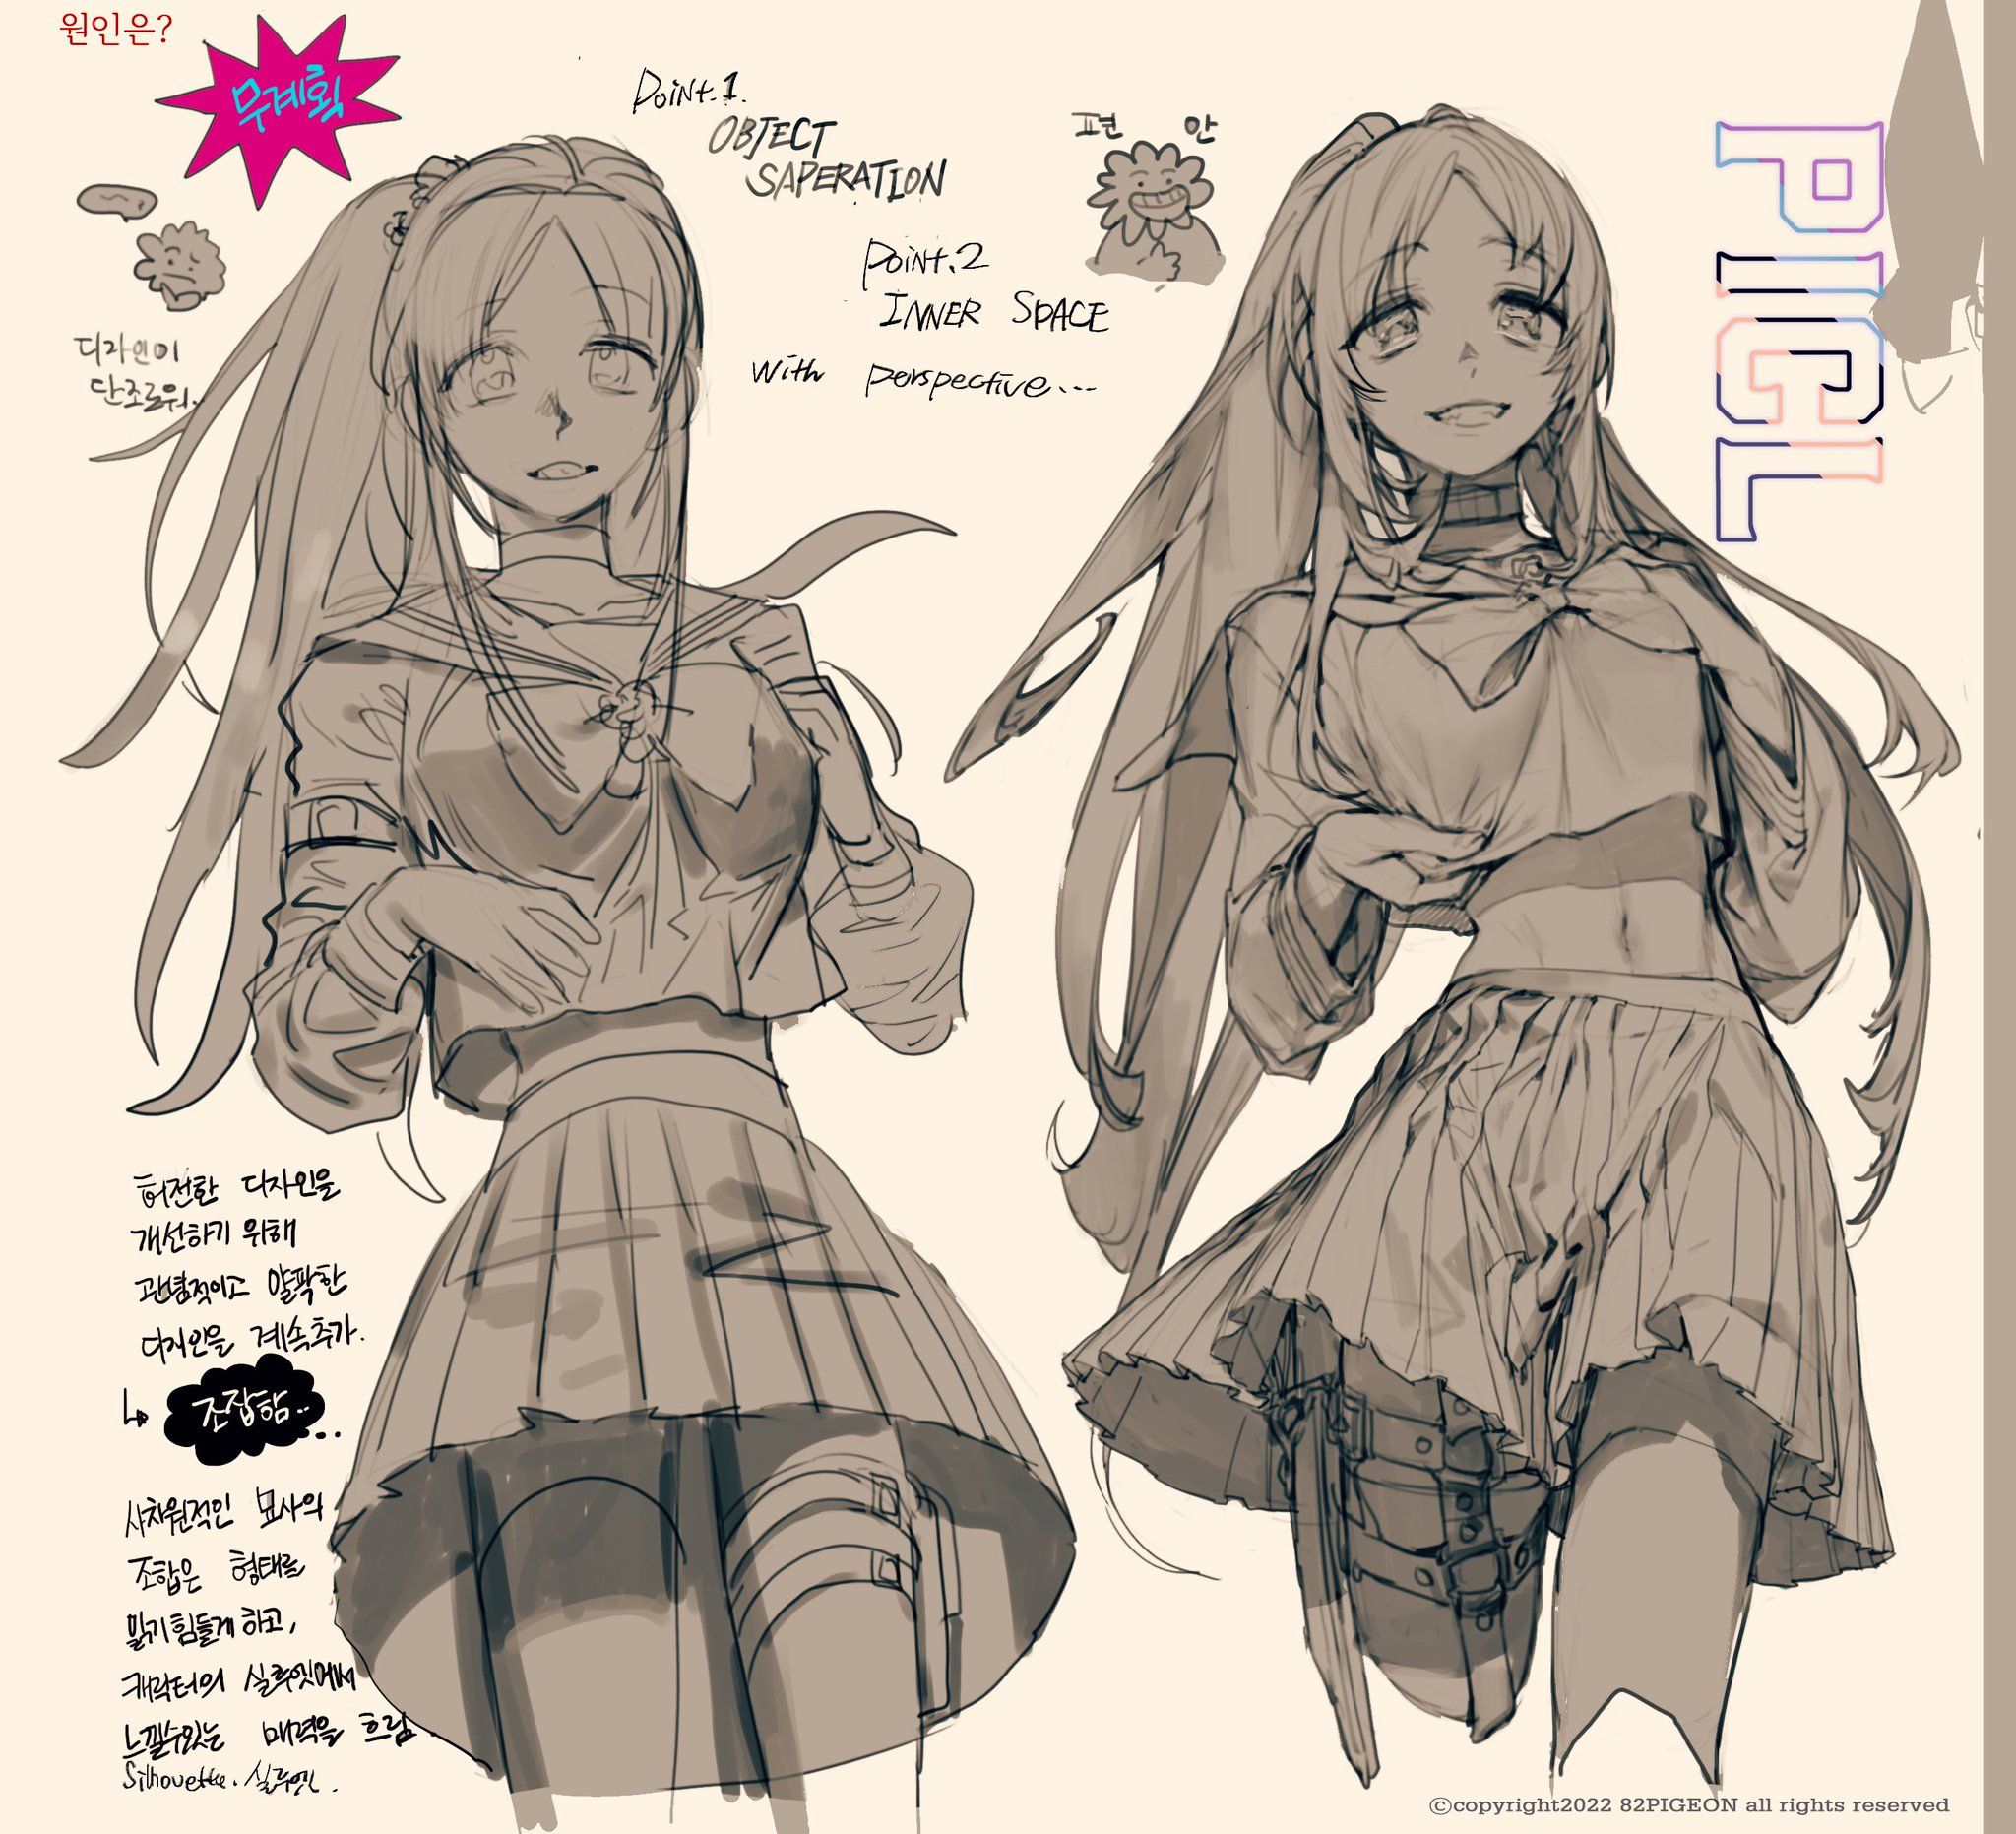 원인은?
무계획
Point.1.
OBJECT
SAPERATION
Point.2
INNER SPACE
With perspective...
편 안
디자인이
단조로워..
PIGL
허전한 디자인을
개선하기 위해
관념적이고 얄팍한
디자인을 계속추가.
↳ 조잡함...
사차원적인 묘사의
조합은 형태를
읽기 힘들게 하고,
캐릭터의 실루엣에서
느낄수있는 매력을 흐림.
Silhouette. 실루엣.
©copyright2022 82PIGEON all rights reserved